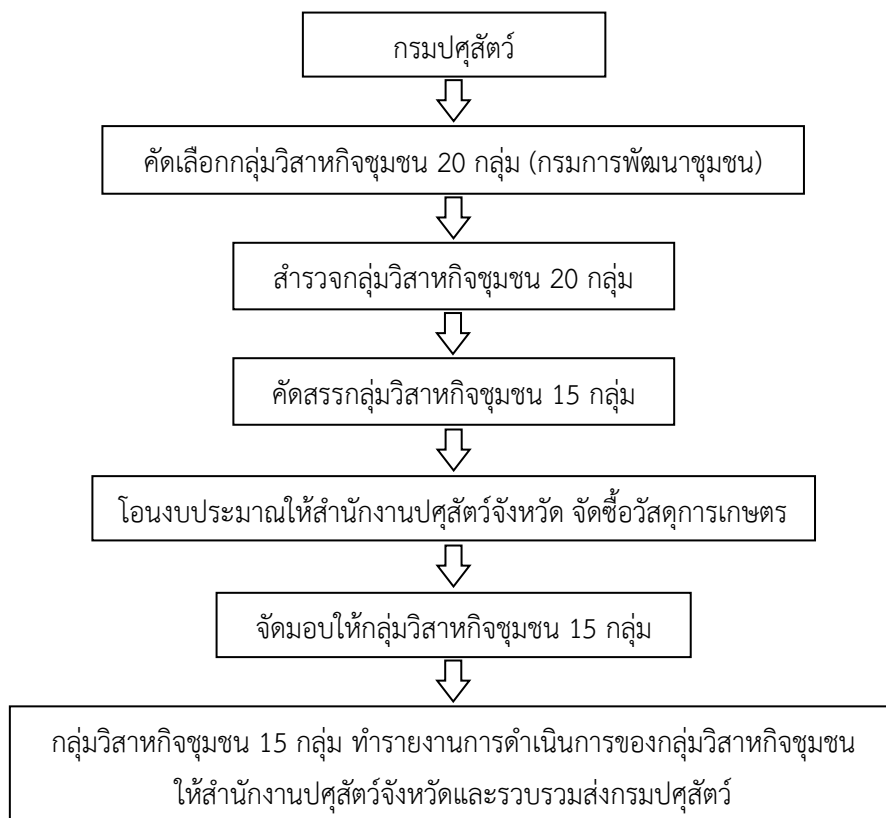 กรมปศุสัตว์
คัดเลือกกลุ่มวิสาหกิจชุมชน 20 กลุ่ม (กรมการพัฒนาชุมชน)
สำรวจกลุ่มวิสาหกิจชุมชน 20 กลุ่ม
คัดสรรกลุ่มวิสาหกิจชุมชน 15 กลุ่ม
โอนงบประมาณให้สำนักงานปศุสัตว์จังหวัด จัดซื้อวัสดุการเกษตร
จัดมอบให้กลุ่มวิสาหกิจชุมชน 15 กลุ่ม
กลุ่มวิสาหกิจชุมชน 15 กลุ่ม ทำรายงานการดำเนินการของกลุ่มวิสาหกิจชุมชน
ให้สำนักงานปศุสัตว์จังหวัดและรวบรวมส่งกรมปศุสัตว์